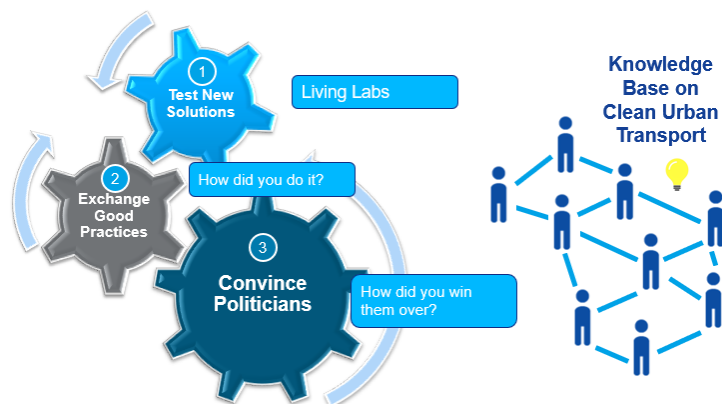 1
Test New
Solutions
Living Labs
2
Exchange
Good
Practices
How did you do it?
3
Convince
Politicians
How did you win
them over?
Knowledge
Base on
Clean Urban
Transport